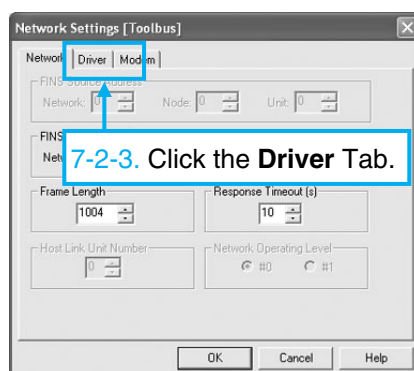 Network Settings [Toolbus]
Network Driver Modem
FINS Source Address
Network: 0 Node: 0 Unit: 0
FINS
Net
7-2-3. Click the Driver Tab.
Frame Length Response Timeout (s)
1004 10
Host Link Unit Number Network Operating Level
0 #0 #1
OK Cancel Help